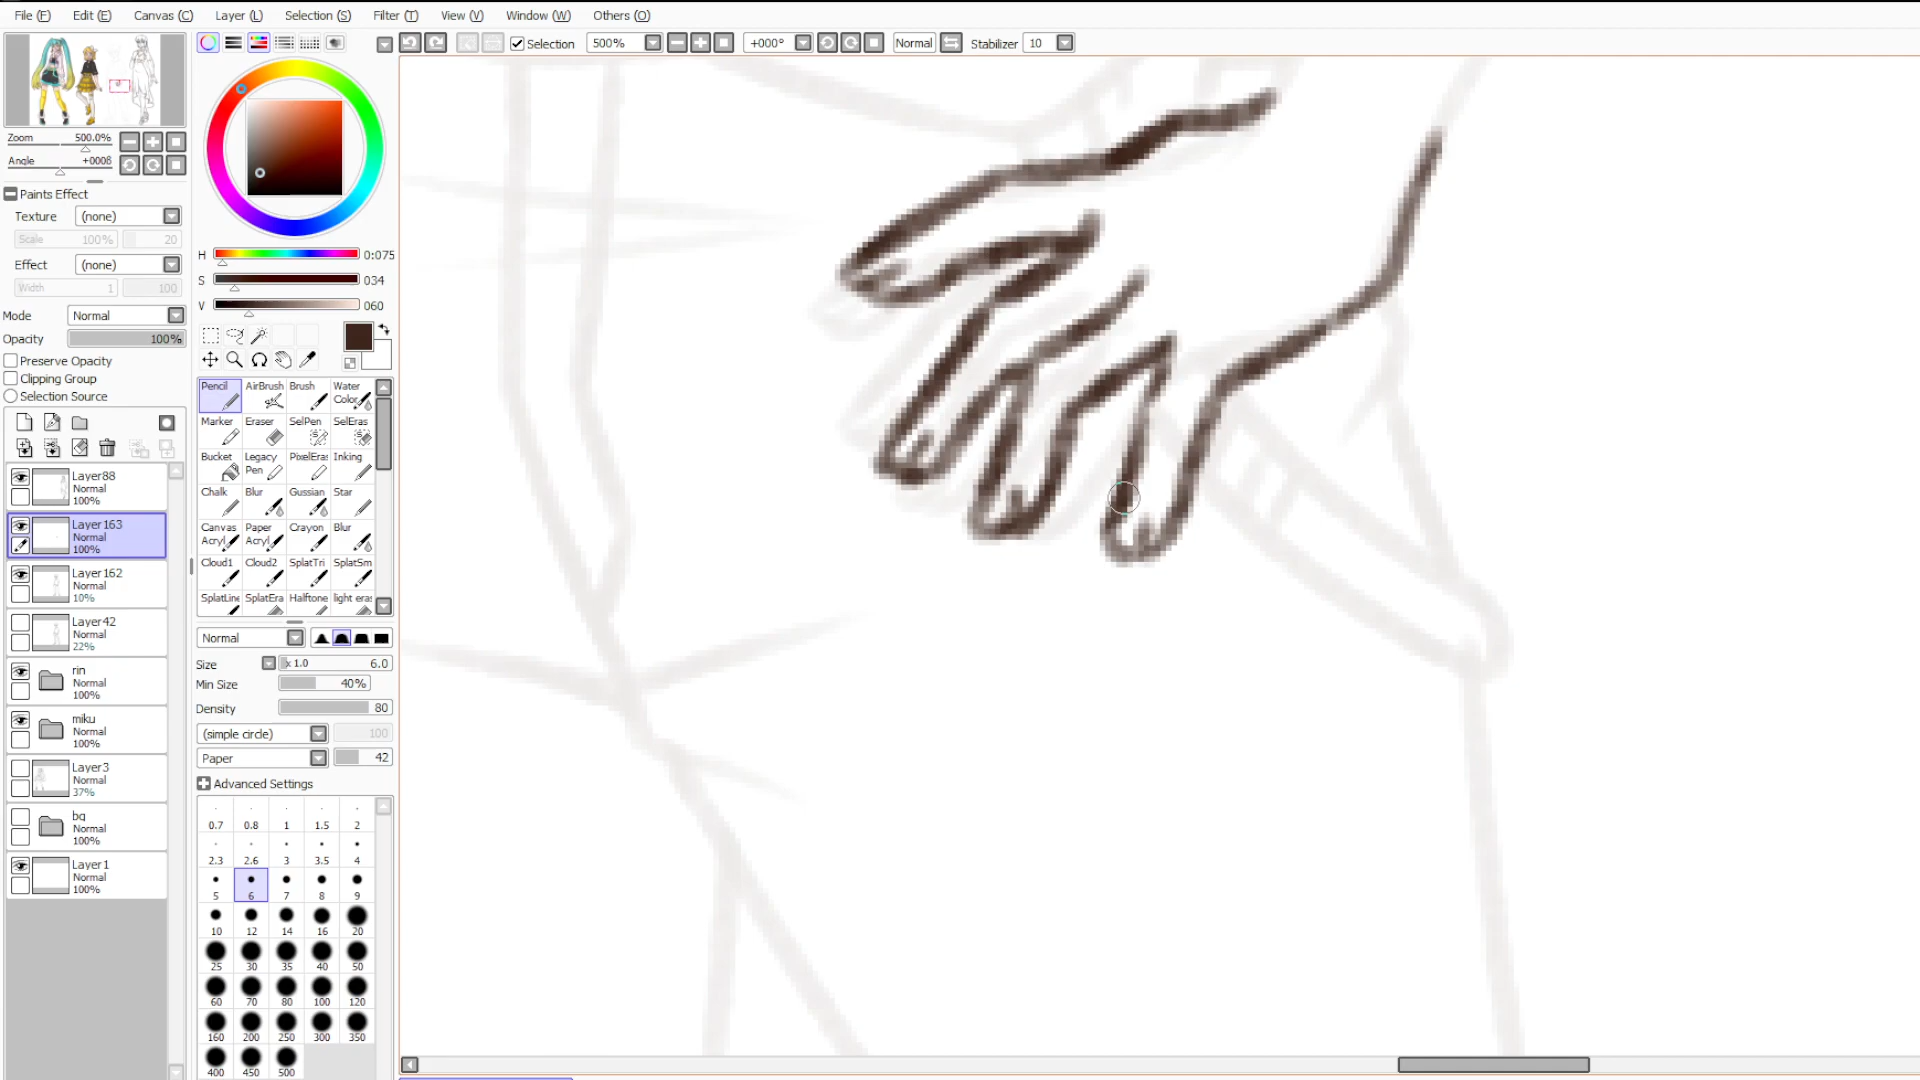 File (F) Edit (E) Canvas (C) Layer (L) Selection (S) Filter (T) View (V) Window (W) Others (O)
Selection 500% +000° Normal Stabilizer 10
Zoom 500.0%
Angle +000ß
Paints Effect
Texture (none)
Scale 100% 20
Effect (none)
Width 1 100
Mode Normal
Opacity 100%
Preserve Opacity
Clipping Group
Selection Source
Layer88
Normal
100%
Layer163
Normal
100%
Layer162
Normal
10%
Layer42
Normal
22%
rin
Normal
100%
miku
Normal
100%
Layer3
Normal
37%
bg
Normal
100%
Layer1
Normal
100%
H 0:075
S 034
V 060
Pencil AirBrush Brush Water Color
Marker Eraser SelPen SelEras
Bucket Legacy Pen PixelEras Inking
Chalk Blur Gussian Star
Canvas Acryl Paper Acryl Crayon Blur
Cloud1 Cloud2 SplatTri SplatSm
SplatLine SplatEra Halftone light eras
Normal
Size x 1.0 6.0
Min Size 40%
Density 80
(simple circle) 100
Paper 42
Advanced Settings
0.7 0.8 1 1.5 2
2.3 2.6 3 3.5 4
5 6 7 8 9
10 12 14 16 20
25 30 35 40 50
60 70 80 100 120
160 200 250 300 350
400 450 500